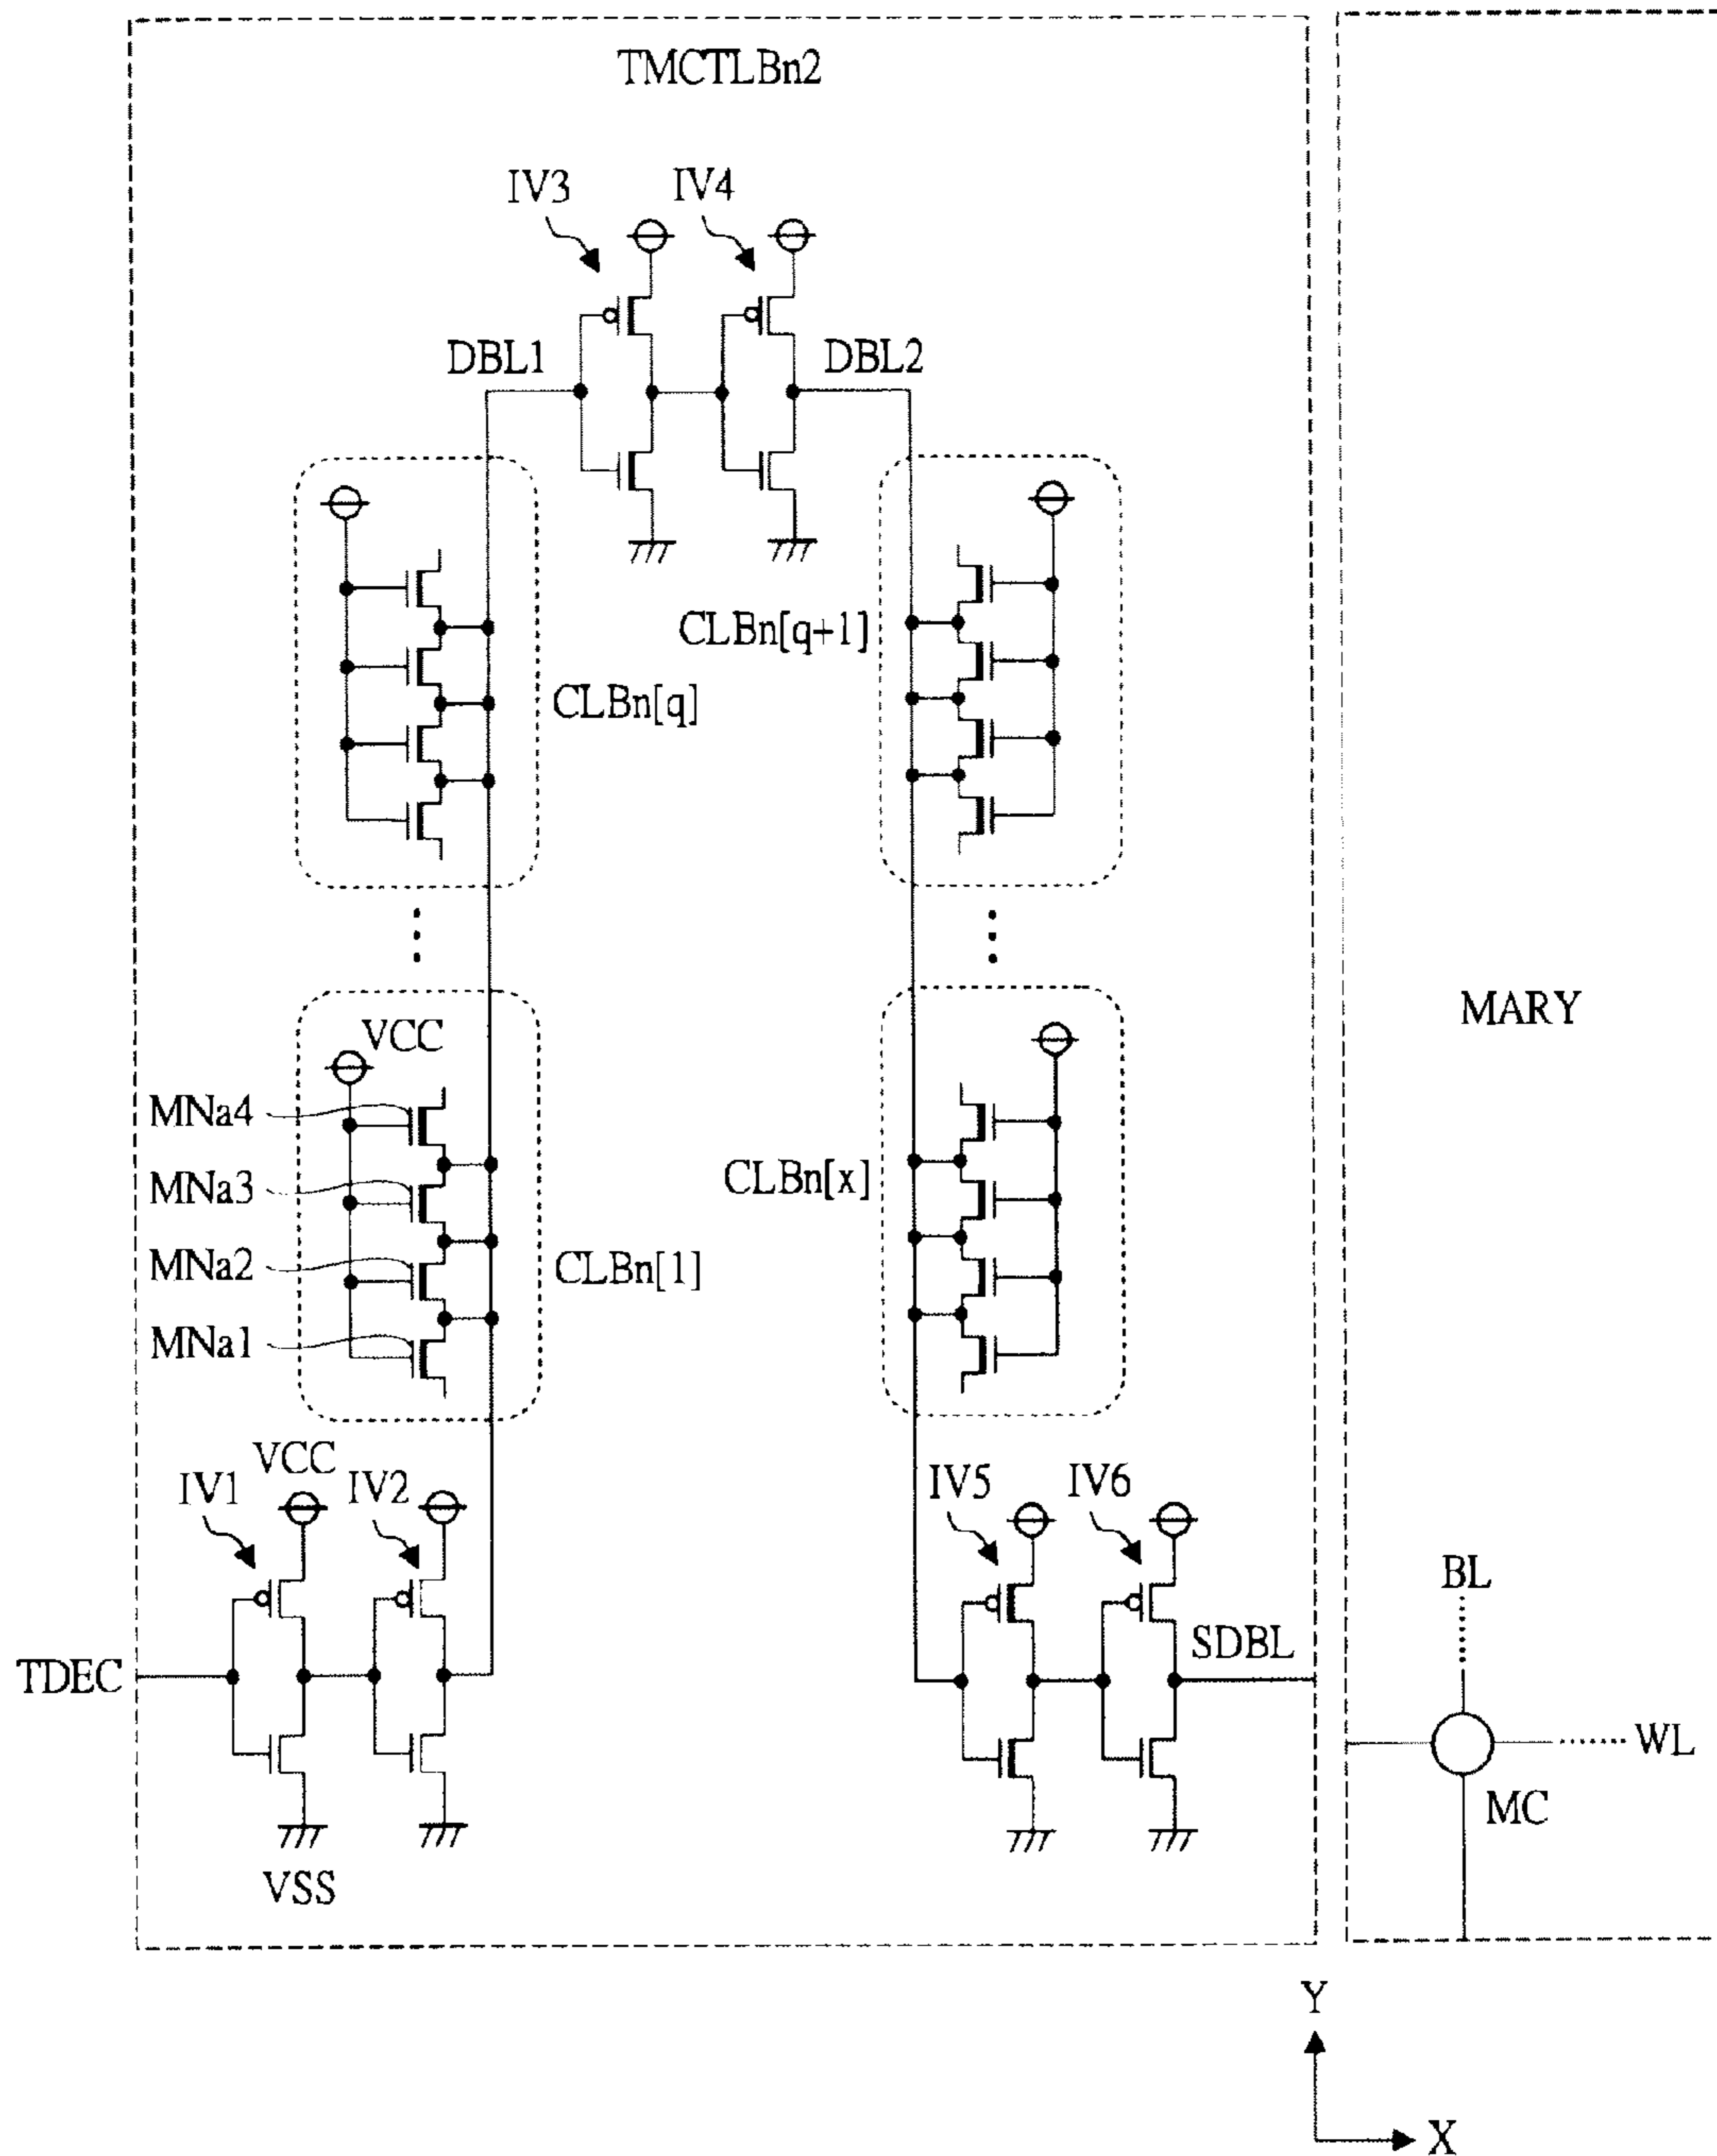 TMCTLBn2
IV3
IV4
DBL1
DBL2
CLBn[q+1]
CLBn[q]
MARY
VCC
MNa4
MNa3
CLBn[x]
MNa2
CLBn[1]
MNa1
VCC
IV1
IV2
IV5
IV6
BL
SDBL
TDEC
WL
MC
VSS
Y
X